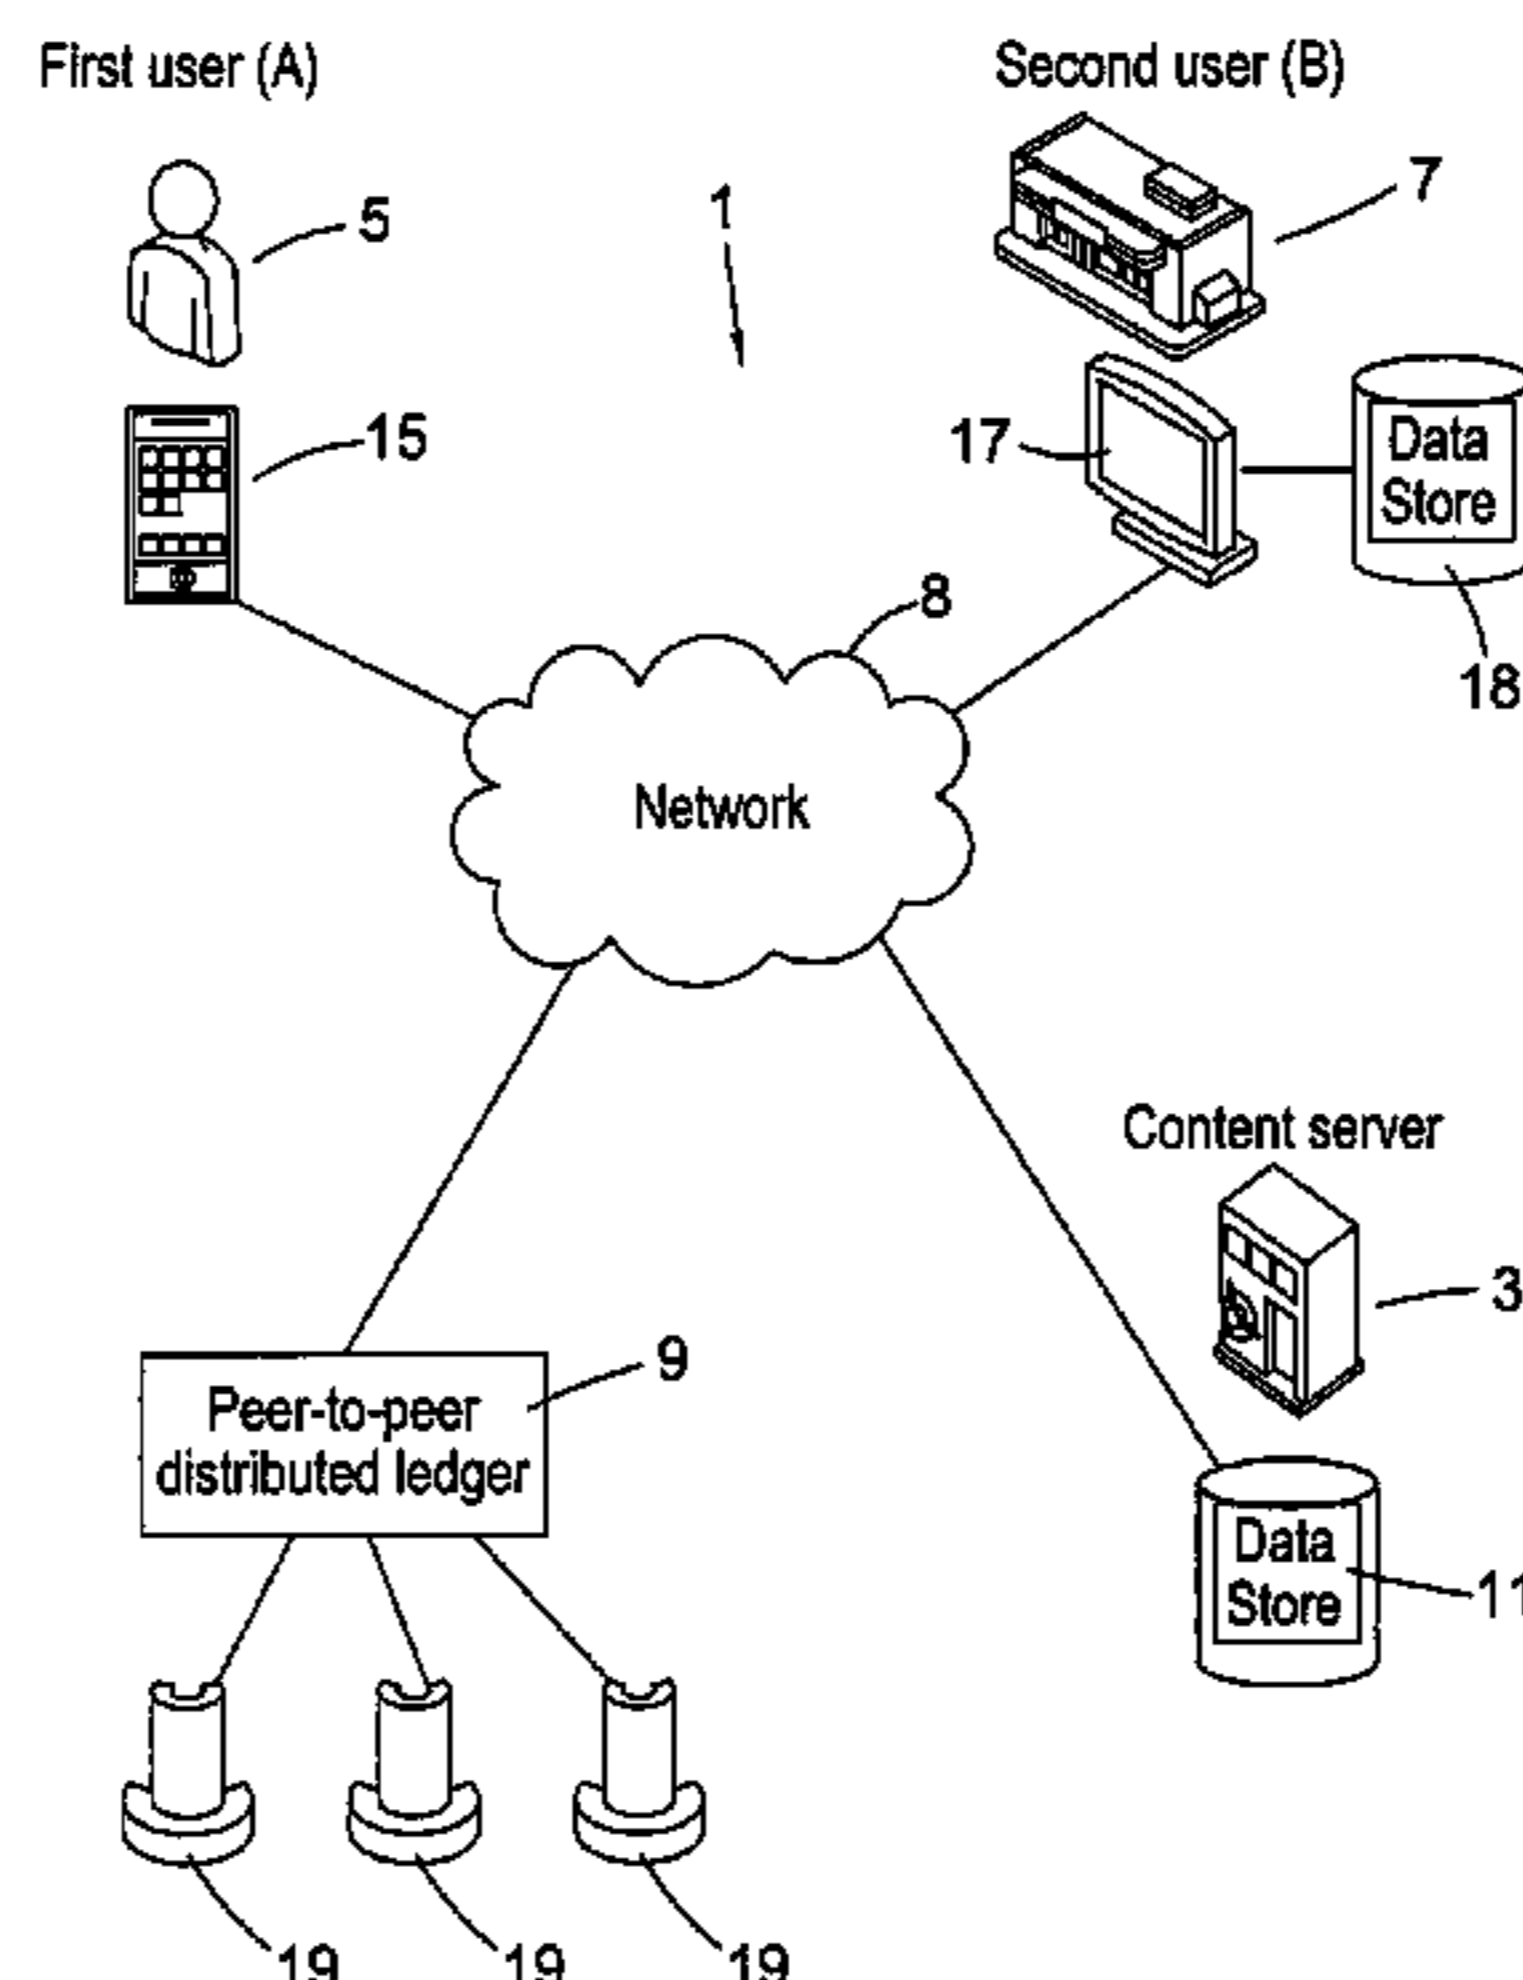 First user (A)
Second user (B)
5
1
7
15
17
Data
Store
8
18
Network
Content server
3
9
Peer-to-peer
distributed ledger
Data
Store
11
19
19
19